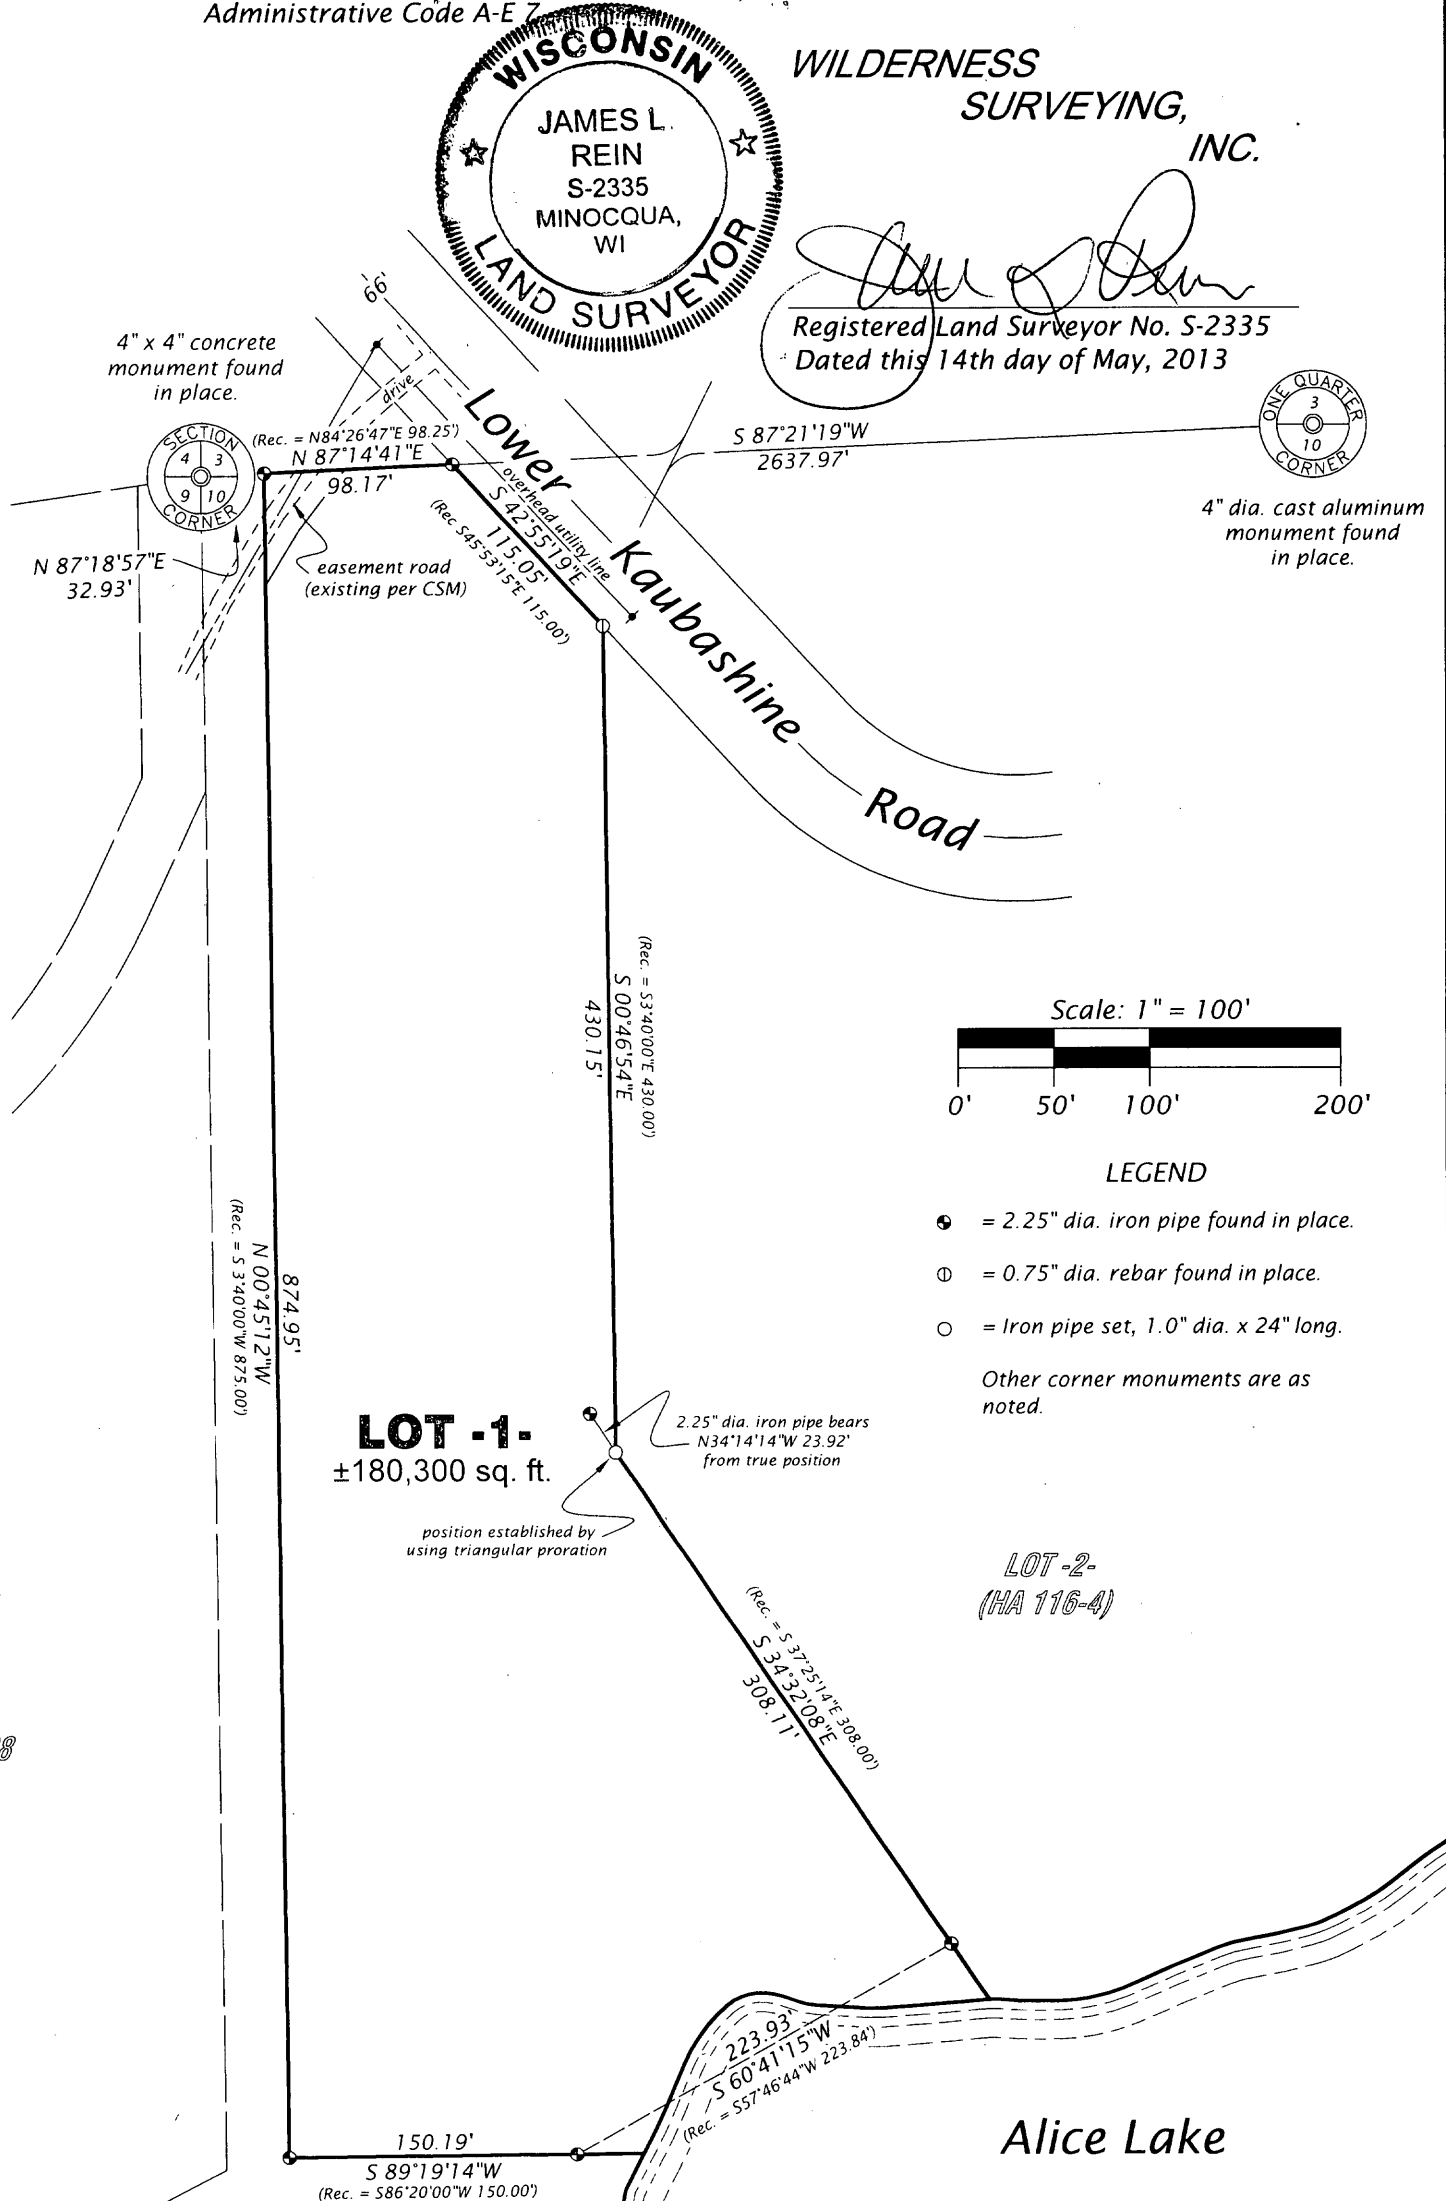 Administrative Code A-E 7
WISCONSIN
JAMES L.
REIN
S-2335
MINOCQUA,
WI
LAND SURVEYOR
WILDERNESS
SURVEYING,
INC.
Registered Land Surveyor No. S-2335
Dated this 14th day of May, 2013
66'
4" x 4" concrete
monument found
in place.
drive
SECTION
4 3
9 10
CORNER
(Rec. = N84°26'47"E 98.25')
N 87°14'41"E
98.17'
S 87°21'19"W
2637.97'
ONE QUARTER
3
10
CORNER
4" dia. cast aluminum
monument found
in place.
N 87°18'57"E
32.93'
easement road
(existing per CSM)
overhead utility line
S 42°55'19"E
115.05'
(Rec S45°53'15"E 115.00')
Lower Kaubashine Road
(Rec. = S3°40'00"E 430.00')
S 00°46'54"E
430.15'
Scale: 1" = 100'
0' 50' 100' 200'
LEGEND
= 2.25" dia. iron pipe found in place.
= 0.75" dia. rebar found in place.
= Iron pipe set, 1.0" dia. x 24" long.
Other corner monuments are as
noted.
874.95'
N 00°45'12"W
(Rec. = S 3°40'00"W 875.00')
LOT -1-
±180,300 sq. ft.
2.25" dia. iron pipe bears
N34°14'14"W 23.92'
from true position
position established by
using triangular proration
LOT -2-
(HA 116-4)
(Rec. = S 37°25'14"E 308.00')
S 34°32'08"E
308.11'
8
223.93'
S 60°41'15"W
(Rec. = S57°46'44"W 223.84')
Alice Lake
150.19'
S 89°19'14"W
(Rec. = S86°20'00"W 150.00')